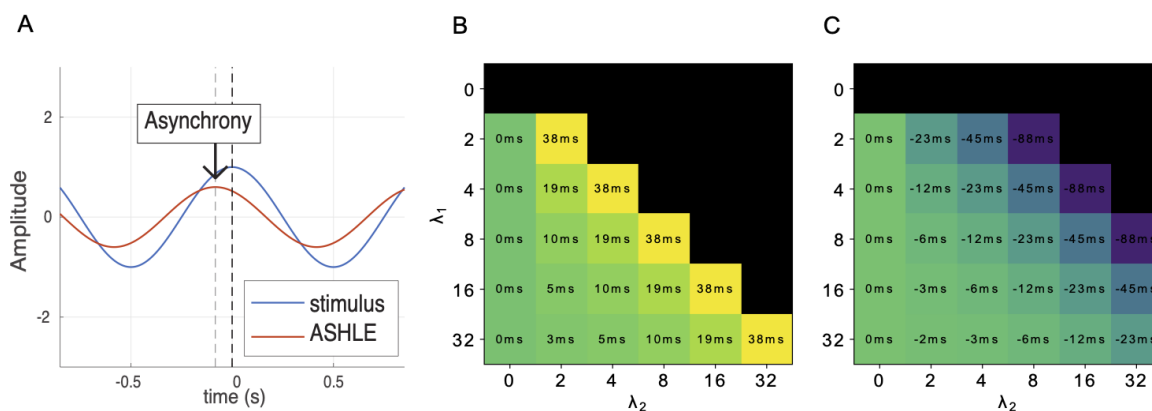 A
Amplitude
2
0
-2
Asynchrony
stimulus
ASHLE
-0.5 0 0.5
time (s)
B
λ1
0
2 0ms 38ms
4 0ms 19ms 38ms
8 0ms 10ms 19ms 38ms
16 0ms 5ms 10ms 19ms 38ms
32 0ms 3ms 5ms 10ms 19ms 38ms
0 2 4 8 16 32
λ2
C
0
2 0ms -23ms -45ms -88ms
4 0ms -12ms -23ms -45ms -88ms
8 0ms -6ms -12ms -23ms -45ms -88ms
16 0ms -3ms -6ms -12ms -23ms -45ms
32 0ms -2ms -3ms -6ms -12ms -23ms
0 2 4 8 16 32
λ2